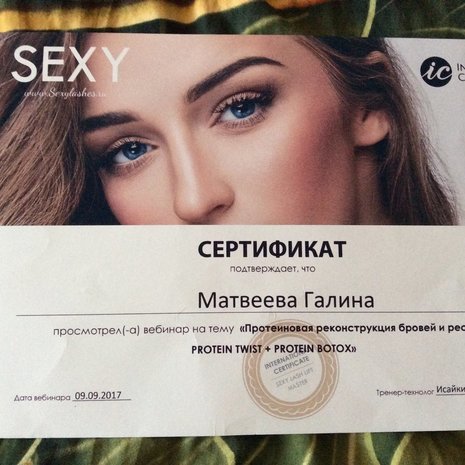 SEXY
www.Sexylashes.ru
ic
СЕРТИФИКАТ
подтверждает, что
Матвеева Галина
просмотрел(-а) вебинар на тему «Протеиновая реконструкция бровей и
PROTEIN TWIST + PROTEIN BOTOX»
INTERNATIONAL
CERTIFICATE
SEXY LASH LIFT
MASTER
Дата вебинара 09.09.2017
Тренер-технолог